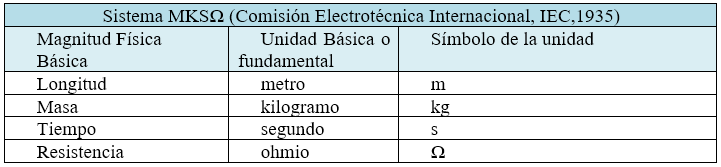 Sistema MKSΩ (Comisión Electrotécnica Internacional, IEC,1935)
Magnitud Física Básica Unidad Básica o fundamental Símbolo de la unidad
Longitud metro m
Masa kilogramo kg
Tiempo segundo s
Resistencia ohmio Ω